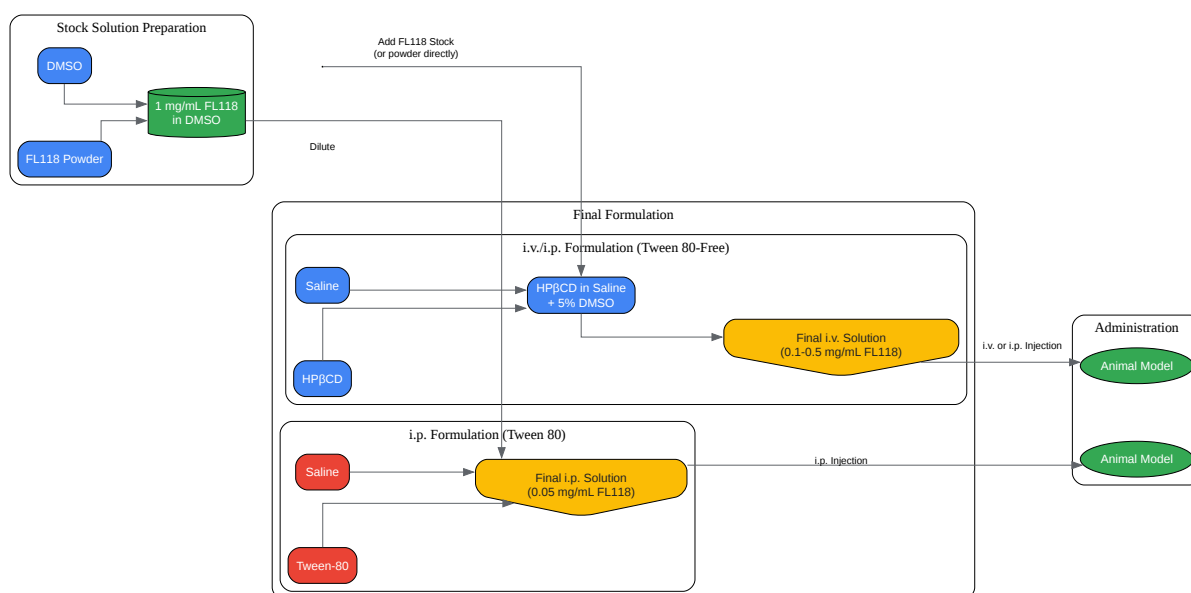 Stock Solution Preparation
DMSO
1 mg/mL FL118
in DMSO
FL118 Powder
Add FL118 Stock
(or powder directly)
Dilute
Final Formulation
i.v./i.p. Formulation (Tween 80-Free)
Saline
HPβCD in Saline
+ 5% DMSO
HPβCD
Final i.v. Solution
(0.1-0.5 mg/mL FL118)
i.v. or i.p. Injection
Administration
Animal Model
i.p. Formulation (Tween 80)
Saline
Final i.p. Solution
(0.05 mg/mL FL118)
Tween-80
i.p. Injection
Animal Model